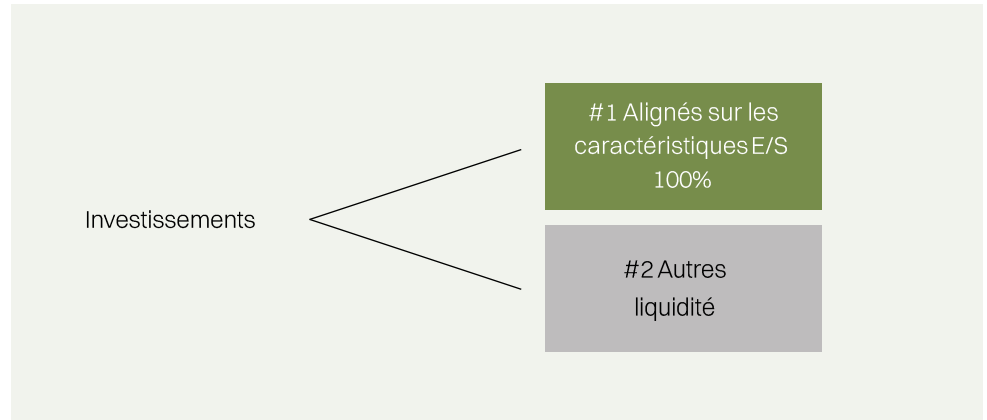 Investissements
#1 Alignés sur les
caractéristiques E/S
100%
#2 Autres
liquidité